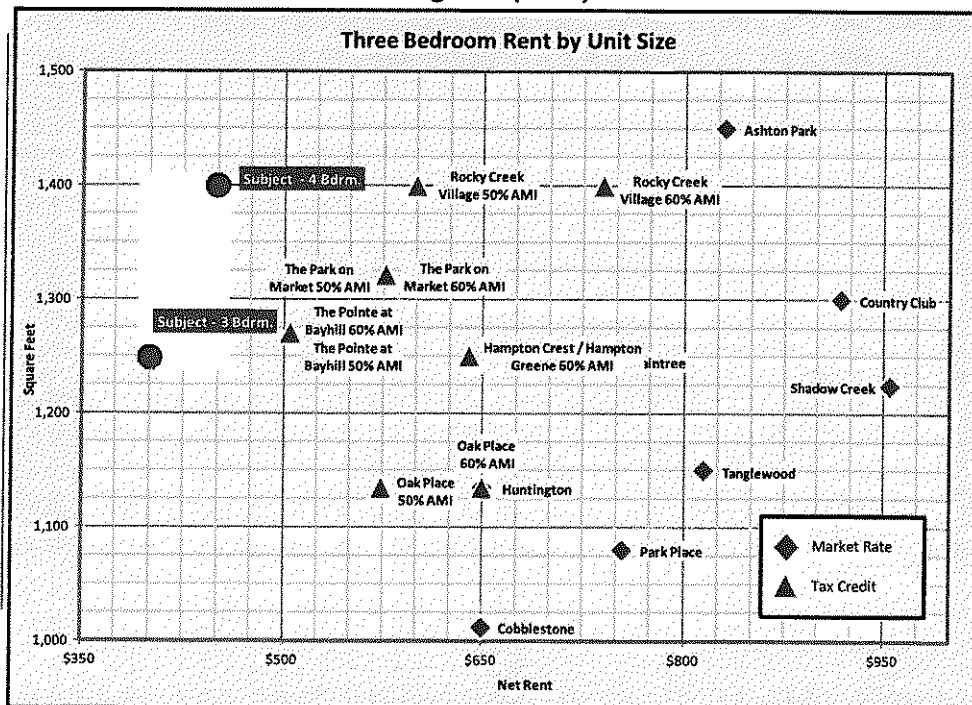 Three Bedroom Rent by Unit Size
1,500
Ashton Park
1,400
Subject - 4 Bdrm.
Rocky Creek
Village 50% AMI
Rocky Creek
Village 60% AMI
The Park on
Market 50% AMI
The Park on
Market 60% AMI
1,300
Country Club
Subject - 3 Bdrm.
The Pointe at
Bayhill 60% AMI
The Pointe at
Bayhill 50% AMI
Hampton Crest / Hampton
Greene 60% AMI
Square Feet
Shadow Creek
1,200
Oak Place
60% AMI
Oak Place
50% AMI
Huntington
Tanglewood
1,100
Park Place
Market Rate
Tax Credit
Cobblestone
1,000
$350
$500
$650
$800
$950
Net Rent